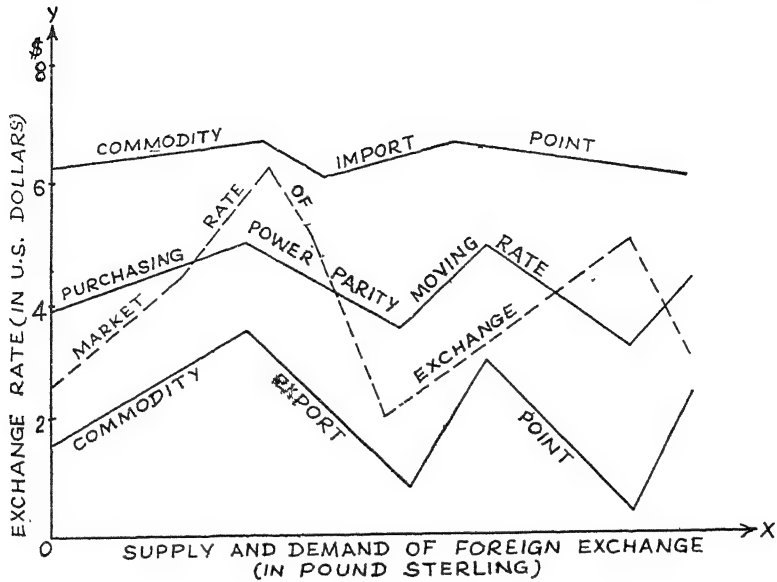 Y
8$
COMMODITY IMPORT POINT
6
MARKET RATE OF EXCHANGE
PURCHASING POWER PARITY MOVING RATE
4
COMMODITY EXPORT POINT
2
EXCHANGE RATE (IN U.S. DOLLARS)
0
X
SUPPLY AND DEMAND OF FOREIGN EXCHANGE
(IN POUND STERLING)